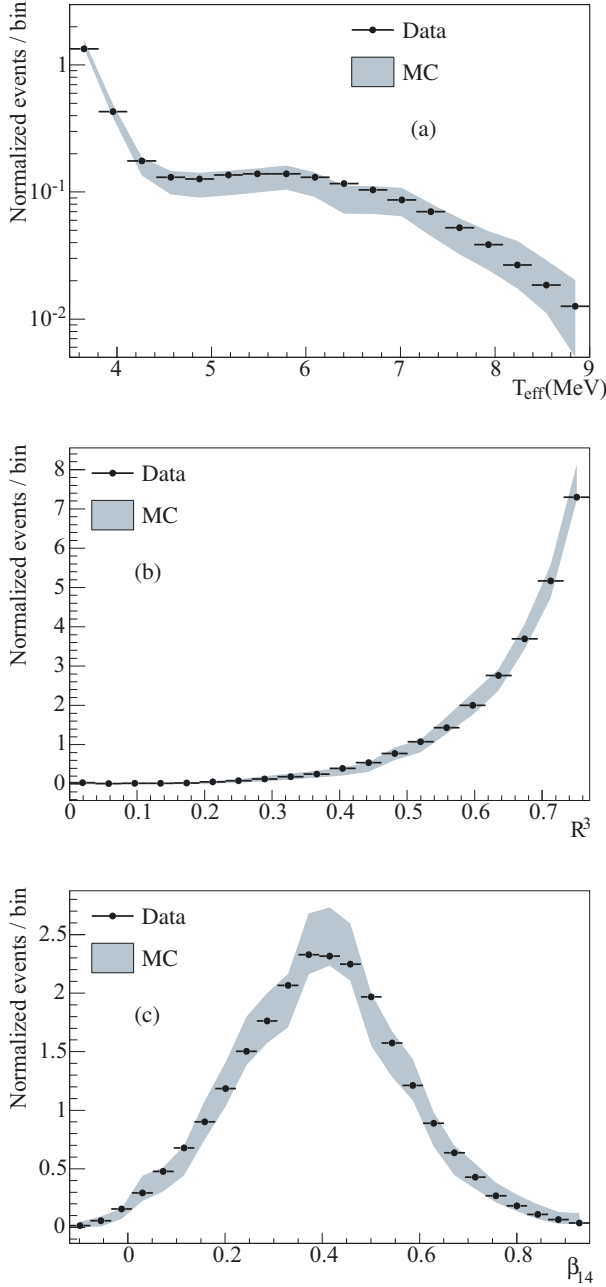 Normalized events / bin
Data
MC
(a)
1
10⁻¹
10⁻²
4 5 6 7 8 9
T_eff(MeV)
Normalized events / bin
Data
MC
(b)
8
7
6
5
4
3
2
1
0
0 0.1 0.2 0.3 0.4 0.5 0.6 0.7
R³
Normalized events / bin
Data
MC
(c)
2.5
2
1.5
1
0.5
0
0 0.2 0.4 0.6 0.8
β₁₄